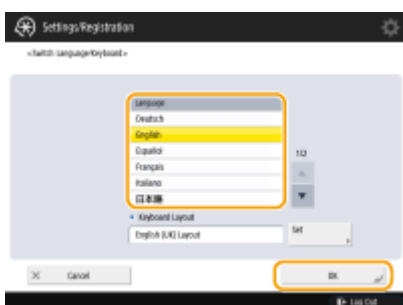 Settings/Registration
<Switch Language/Keyboard>
Language
Deutsch
English
Español
Français
Italiano
日本語
1/2
Keyboard Layout
English (UK) Layout
Set
Cancel
OK
Log Out